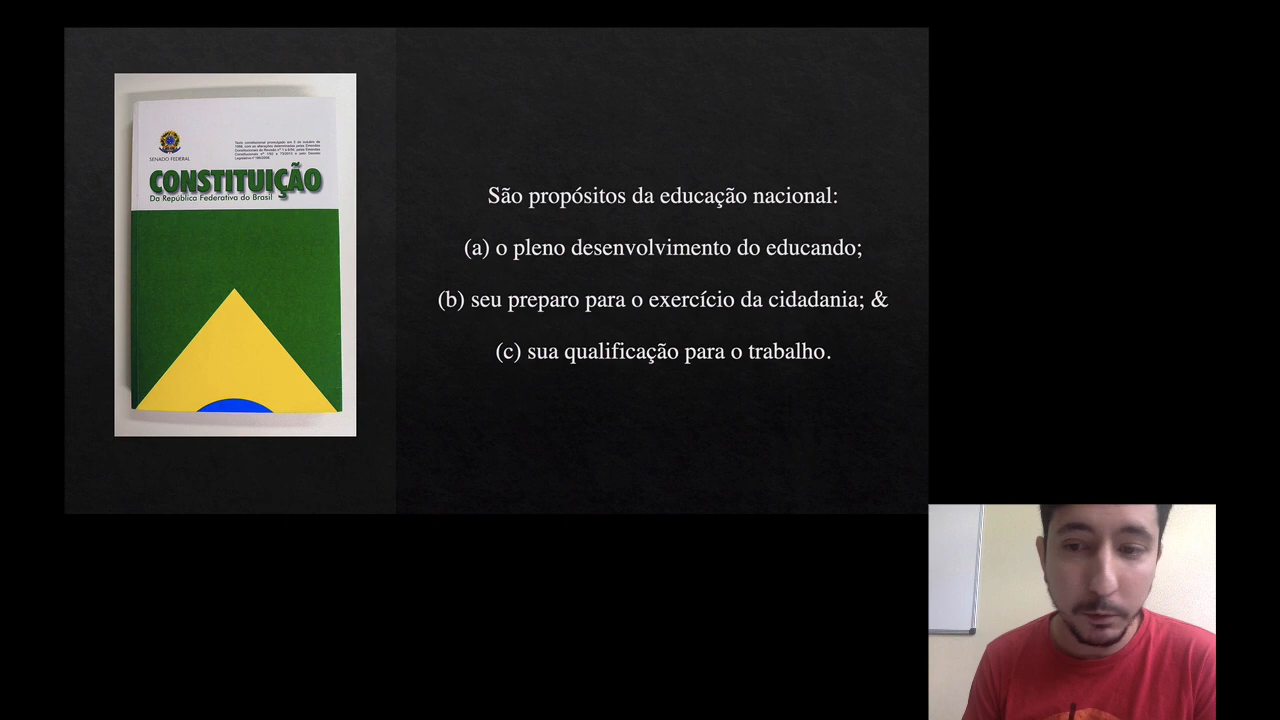 SENADO FEDERAL
CONSTITUIÇÃO
Da República Federativa do Brasil
São propósitos da educação nacional:
(a) o pleno desenvolvimento do educando;
(b) seu preparo para o exercício da cidadania; &
(c) sua qualificação para o trabalho.